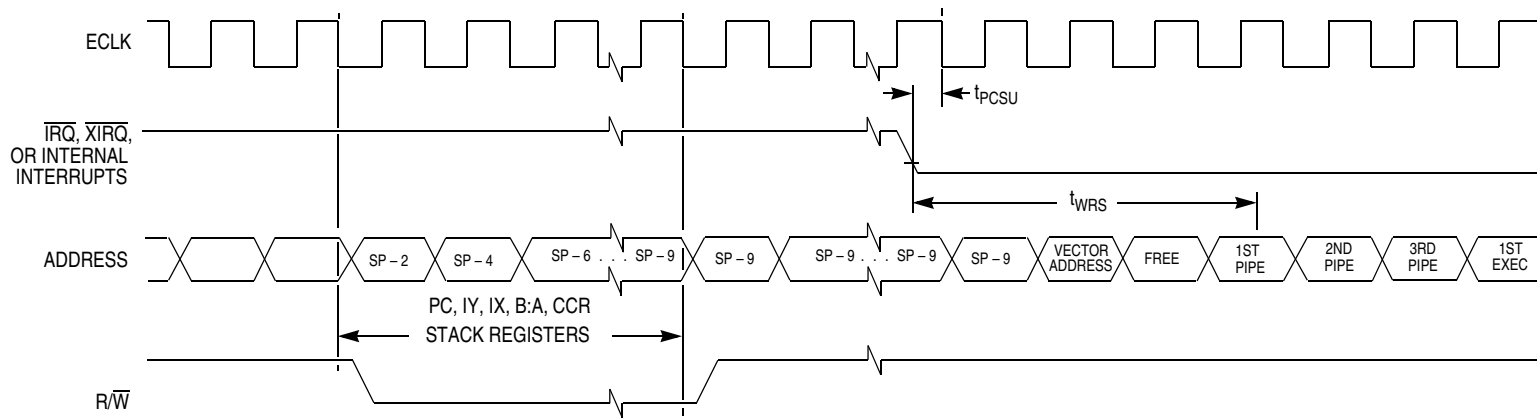 ECLK
tPCSU
IRQ, XIRQ,
OR INTERNAL
INTERRUPTS
tWRS
ADDRESS
SP – 2
SP – 4
SP – 6 . . . SP – 9
SP – 9
SP – 9 . . . SP – 9
SP – 9
VECTOR
ADDRESS
FREE
1ST
PIPE
2ND
PIPE
3RD
PIPE
1ST
EXEC
PC, IY, IX, B:A, CCR
STACK REGISTERS
R/W